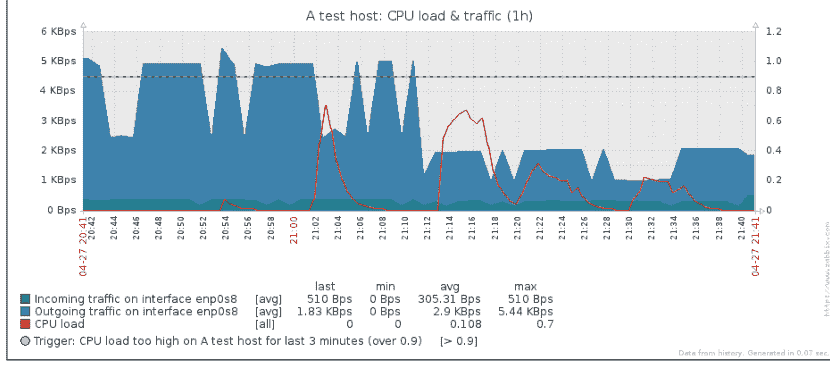 A test host: CPU load & traffic (1h)
6 KBps
5 KBps
4 KBps
3 KBps
2 KBps
1 KBps
0 Bps
1.2
1.0
0.8
0.6
0.4
0.2
0
04-27 20:41
20:42
20:44
20:46
20:48
20:50
20:52
20:54
20:56
20:58
21:00
21:02
21:04
21:06
21:08
21:10
21:12
21:14
21:16
21:18
21:20
21:22
21:24
21:26
21:28
21:30
21:32
21:34
21:36
21:38
21:40
04-27 21:41
last min avg max
Incoming traffic on interface enp0s8 [avg] 510 Bps 0 Bps 305.31 Bps 510 Bps
Outgoing traffic on interface enp0s8 [avg] 1.83 KBps 0 Bps 2.9 KBps 5.44 KBps
CPU load [all] 0 0 0.108 0.7
Trigger: CPU load too high on A test host for last 3 minutes (over 0.9) [> 0.9]
http://www.zabbix.com
Data from history. Generated in 0.07 sec.